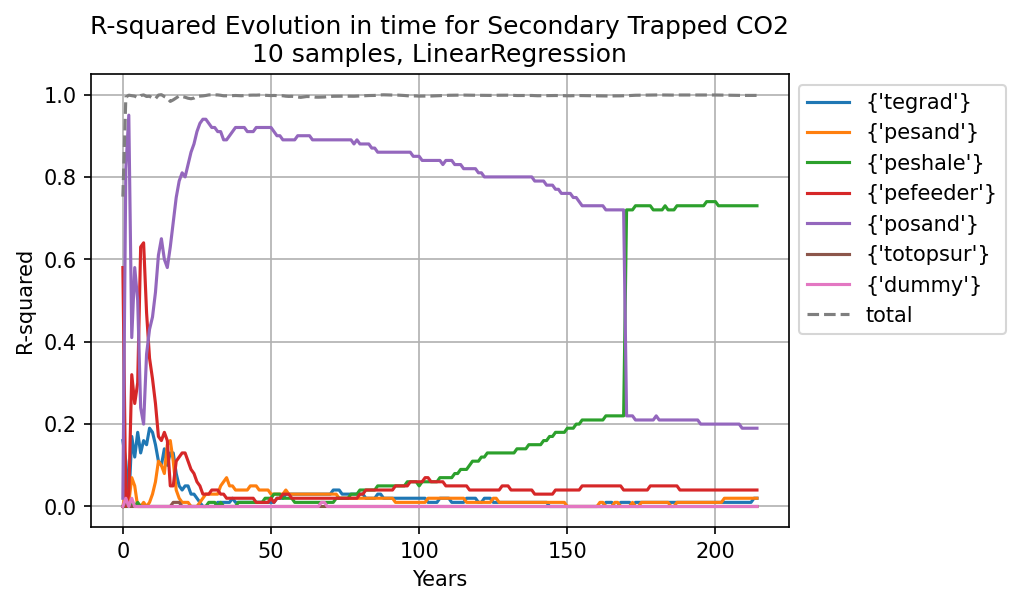 R-squared Evolution in time for Secondary Trapped CO2
10 samples, LinearRegression
1.0
0.8
0.6
0.4
0.2
0.0
R-squared
0
50
100
150
200
Years
{'tegrad'}
{'pesand'}
{'peshale'}
{'pefeeder'}
{'posand'}
{'totopsur'}
{'dummy'}
total